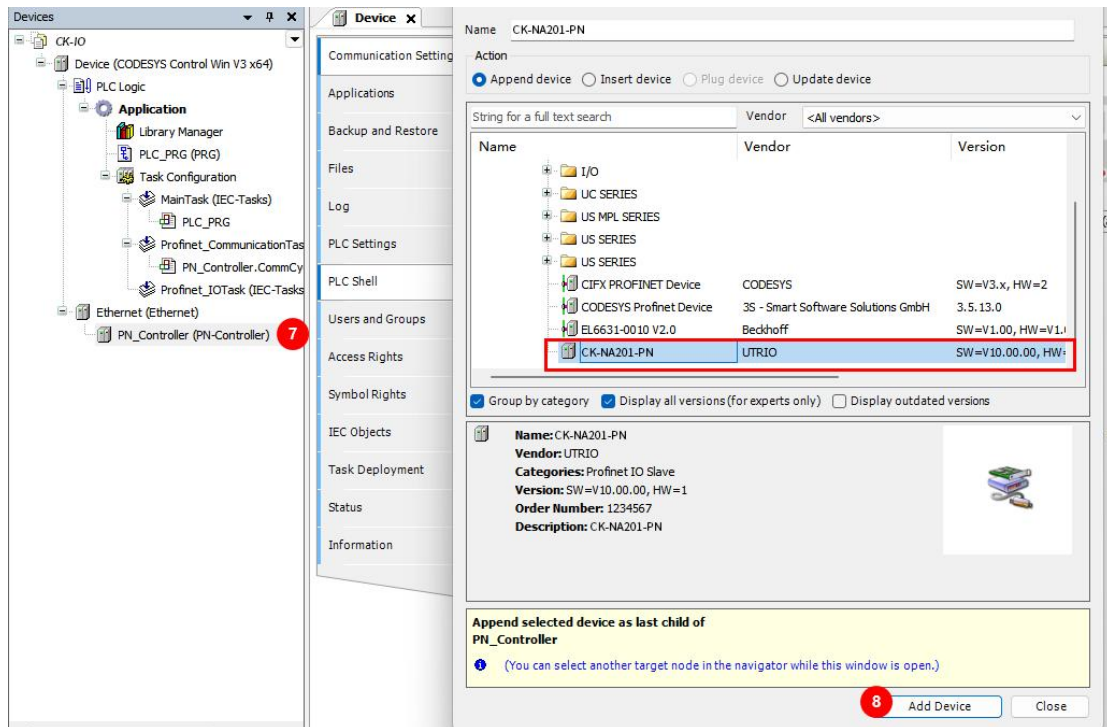 Devices
CK-IO
Device (CODESYS Control Win V3 x64)
PLC Logic
Application
Library Manager
PLC_PRG (PRG)
Task Configuration
MainTask (IEC-Tasks)
PLC_PRG
Profinet_CommunicationTas
PN_Controller.CommCy
Profinet_IOTask (IEC-Tasks
Ethernet (Ethernet)
PN_Controller (PN-Controller) 7
Device
Communication Setting
Applications
Backup and Restore
Files
Log
PLC Settings
PLC Shell
Users and Groups
Access Rights
Symbol Rights
IEC Objects
Task Deployment
Status
Information
Name CK-NA201-PN
Action
Append device Insert device Plug device Update device
String for a full text search Vendor <All vendors>
Name Vendor Version
I/O
UC SERIES
US MPL SERIES
US SERIES
US SERIES
CIFX PROFINET Device CODESYS SW=V3.x, HW=2
CODESYS Profinet Device 3S - Smart Software Solutions GmbH 3.5.13.0
EL6631-0010 V2.0 Beckhoff SW=V1.00, HW=V1.
CK-NA201-PN UTRIO SW=V10.00.00, HW=
Group by category Display all versions (for experts only) Display outdated versions
Name: CK-NA201-PN
Vendor: UTRIO
Categories: Profinet IO Slave
Version: SW=V10.00.00, HW=1
Order Number: 1234567
Description: CK-NA201-PN
Append selected device as last child of
PN_Controller
(You can select another target node in the navigator while this window is open.)
8 Add Device Close